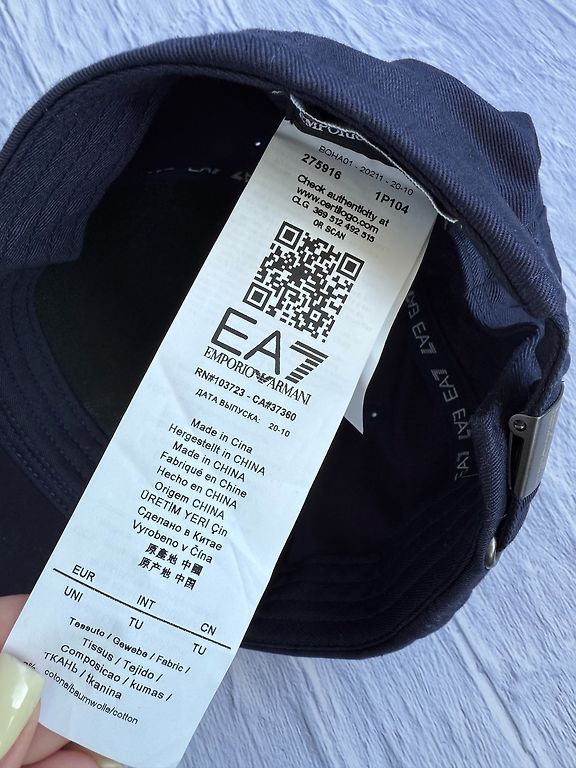 EMPORIO
BQHA01 - 20211 - 20-10
275916 1P104
Check authenticity at
www.certilogo.com
CLG 369 512 492 515
OR SCAN
EA7
EMPORIO ARMANI
RN#103723 - CA#37360
ДАТА ВЫПУСКА: 20-10
Made in Cina
Hergestellt in CHINA
Made in CHINA
Fabriqué en Chine
Hecho en CHINA
Origem CHINA
ÜRETİM YERİ Çin
Сделано в Китае
Vyrobeno v Čína
原產地 中國
原产地 中国
EUR INT CN
UNI TU TU
Tessuto / Gewebe / Fabric /
Tissus / Tejido /
Composicao / kumas /
ТКАНЬ / tkanina
cotone/baumwolle/cotton
EA7 EA7 EA7 EA7